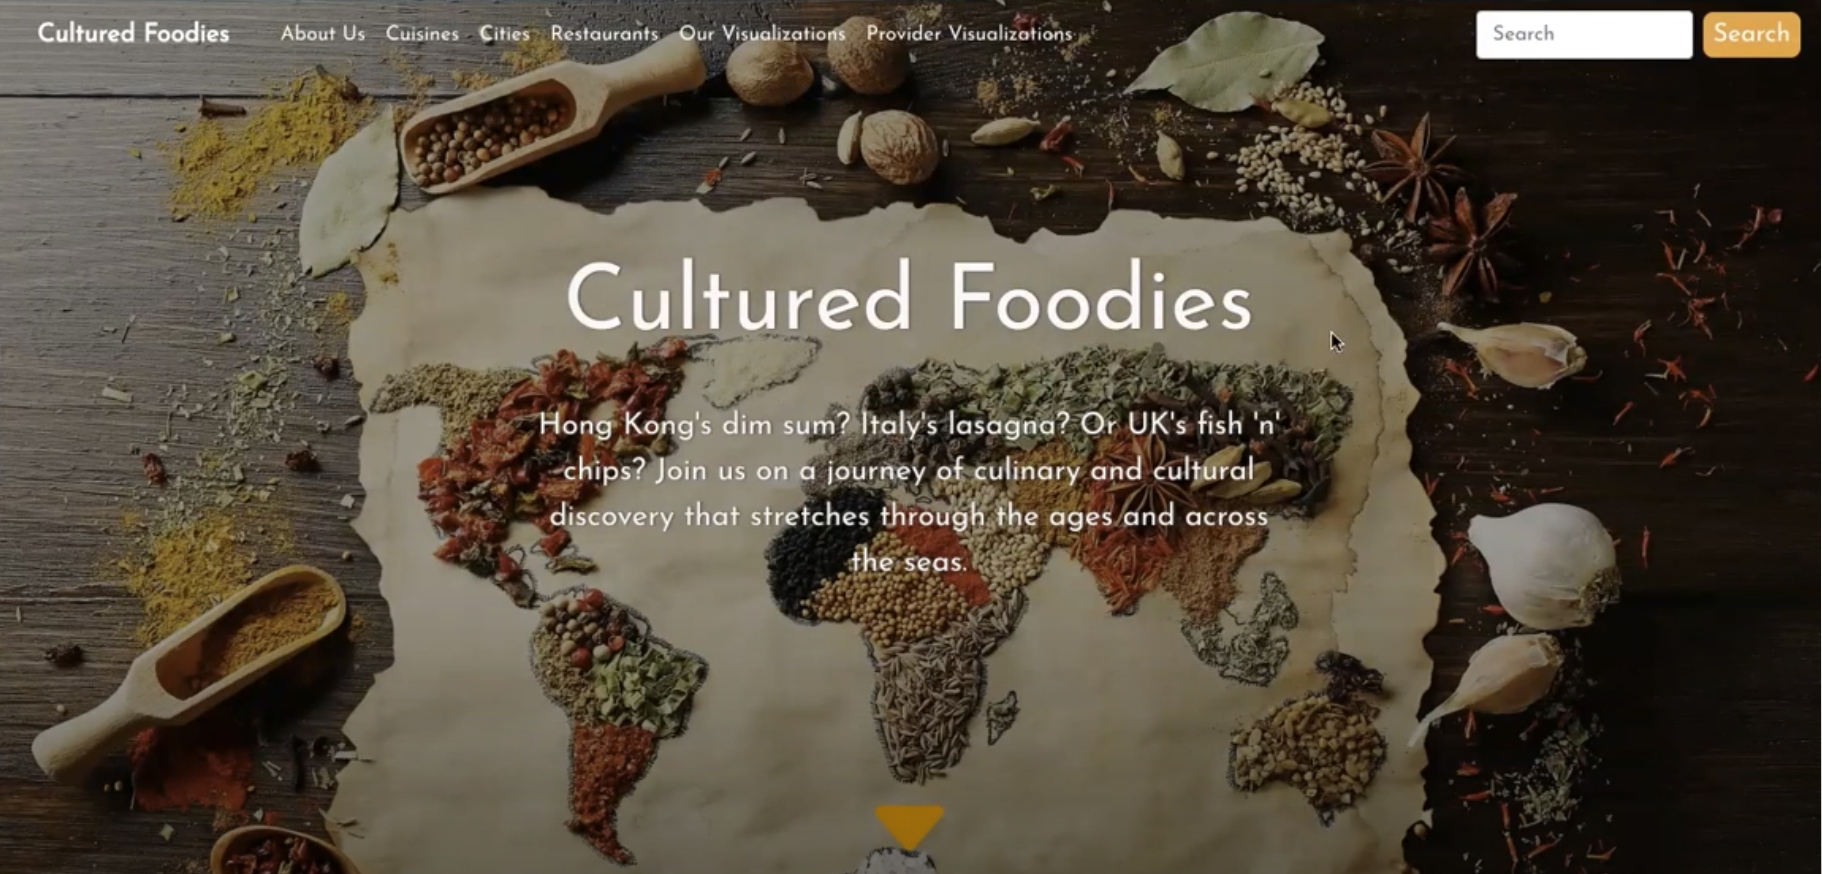 Cultured Foodies
About Us Cuisines Cities Restaurants Our Visualizations Provider Visualizations
Search
Search
Cultured Foodies
Hong Kong's dim sum? Italy's lasagna? Or UK's fish 'n'
chips? Join us on a journey of culinary and cultural
discovery that stretches through the ages and across
the seas.